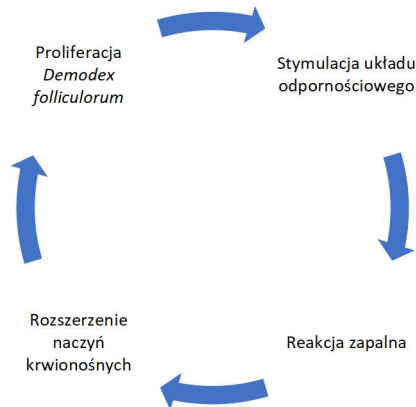 Proliferacja
Demodex
folliculorum
Stymulacja układu
odpornościowego
Reakcja zapalna
Rozszerzenie
naczyń
krwionośnych